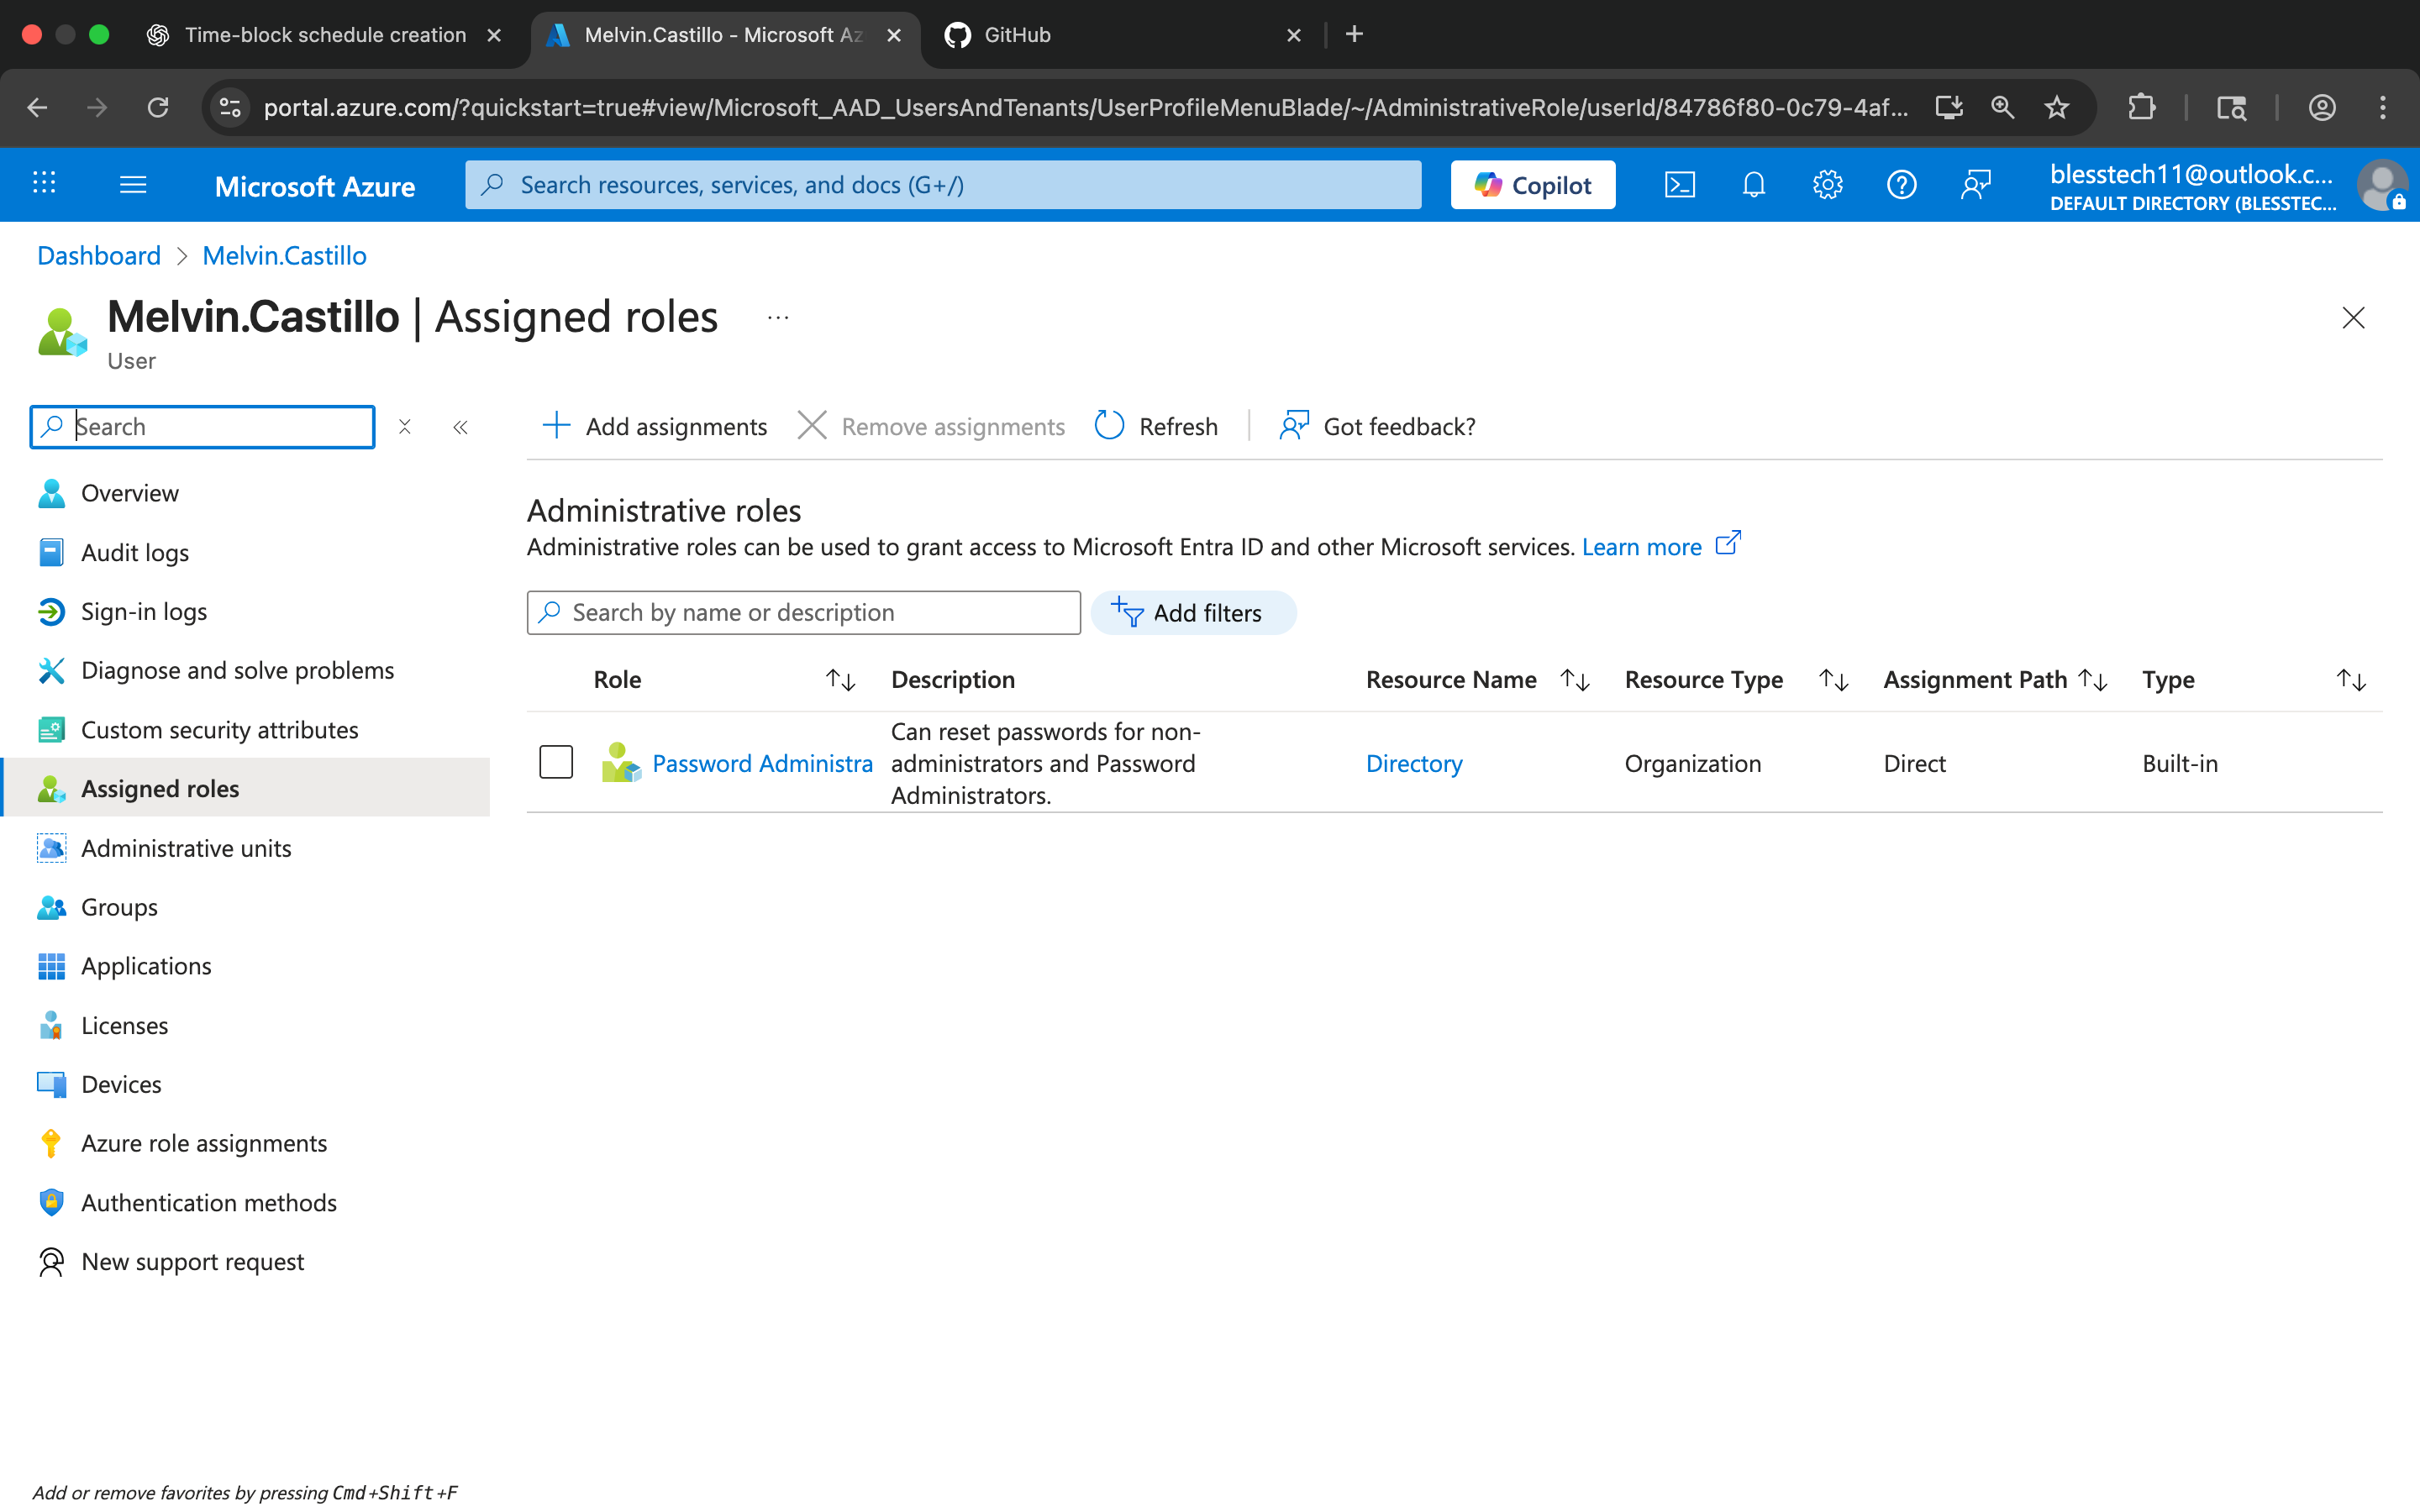 Time-block schedule creation
Melvin.Castillo - Microsoft Az
GitHub
portal.azure.com/?quickstart=true#view/Microsoft_AAD_UsersAndTenants/UserProfileMenuBlade/~/AdministrativeRole/userId/84786f80-0c79-4af...
Microsoft Azure
Search resources, services, and docs (G+/)
Copilot
blesstech11@outlook.c...
DEFAULT DIRECTORY (BLESSTEC...
Dashboard > Melvin.Castillo
Melvin.Castillo | Assigned roles ...
User
Search
Add assignments
Remove assignments
Refresh
Got feedback?
Overview
Audit logs
Sign-in logs
Diagnose and solve problems
Custom security attributes
Assigned roles
Administrative units
Groups
Applications
Licenses
Devices
Azure role assignments
Authentication methods
New support request
Administrative roles
Administrative roles can be used to grant access to Microsoft Entra ID and other Microsoft services. Learn more
Search by name or description
Add filters
Role Description Resource Name Resource Type Assignment Path Type
Password Administra
Can reset passwords for non-
administrators and Password
Administrators.
Directory
Organization
Direct
Built-in
Add or remove favorites by pressing Cmd+Shift+F